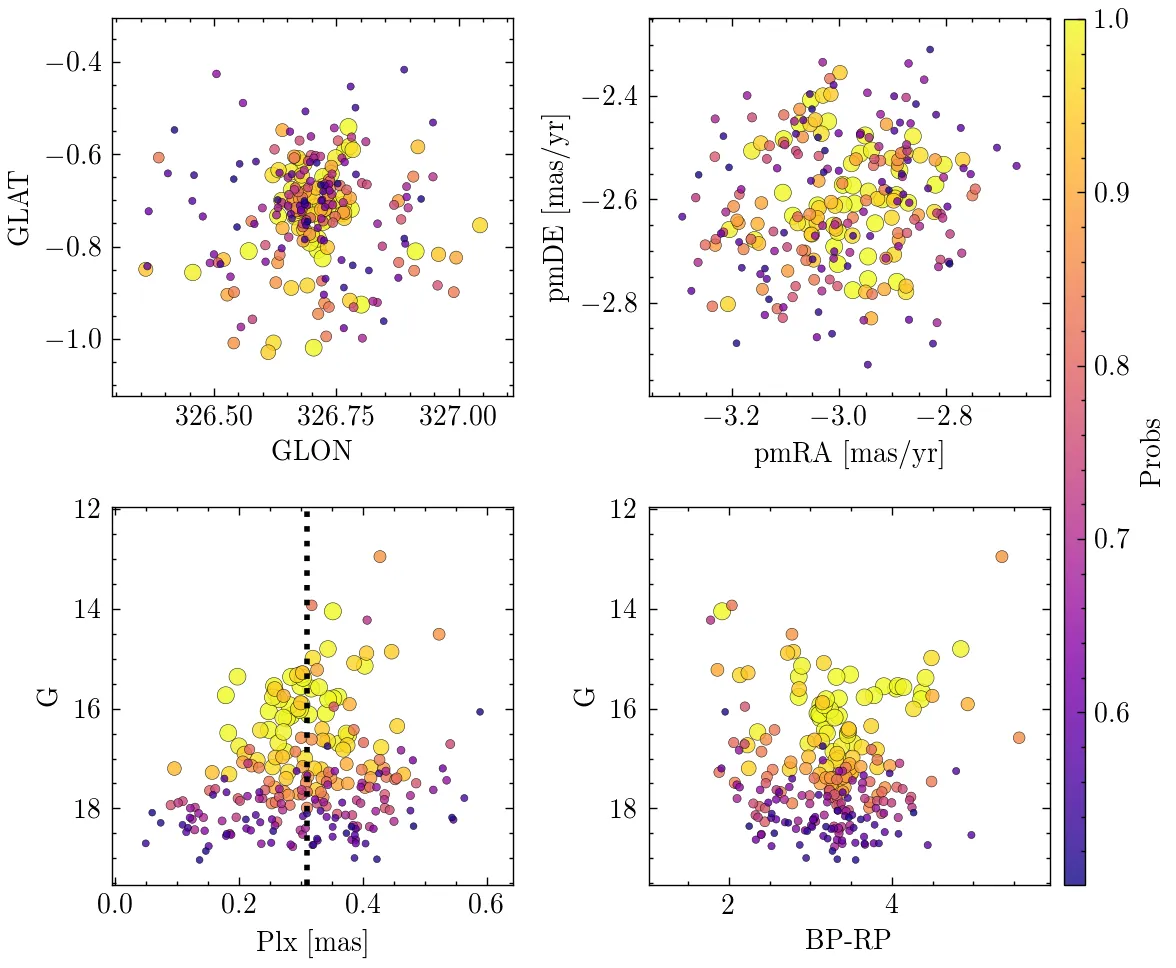 −0.4
−0.6
−0.8
−1.0
GLAT
326.50 326.75 327.00
GLON
−2.4
−2.6
−2.8
pmDE [mas/yr]
−3.2 −3.0 −2.8
pmRA [mas/yr]
12
14
16
18
G
0.0 0.2 0.4 0.6
Plx [mas]
12
14
16
18
G
2 4
BP-RP
1.0
0.9
0.8
0.7
0.6
Probs